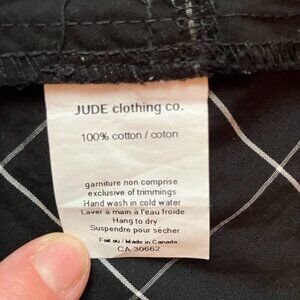 JUDE clothing co.
100% cotton / coton
garniture non comprise
exclusive of trimmings
Hand wash in cold water
Laver à main à l'eau froide
Hang to dry
Suspendre pour sécher
Fait au / Made in Canada
CA 30662